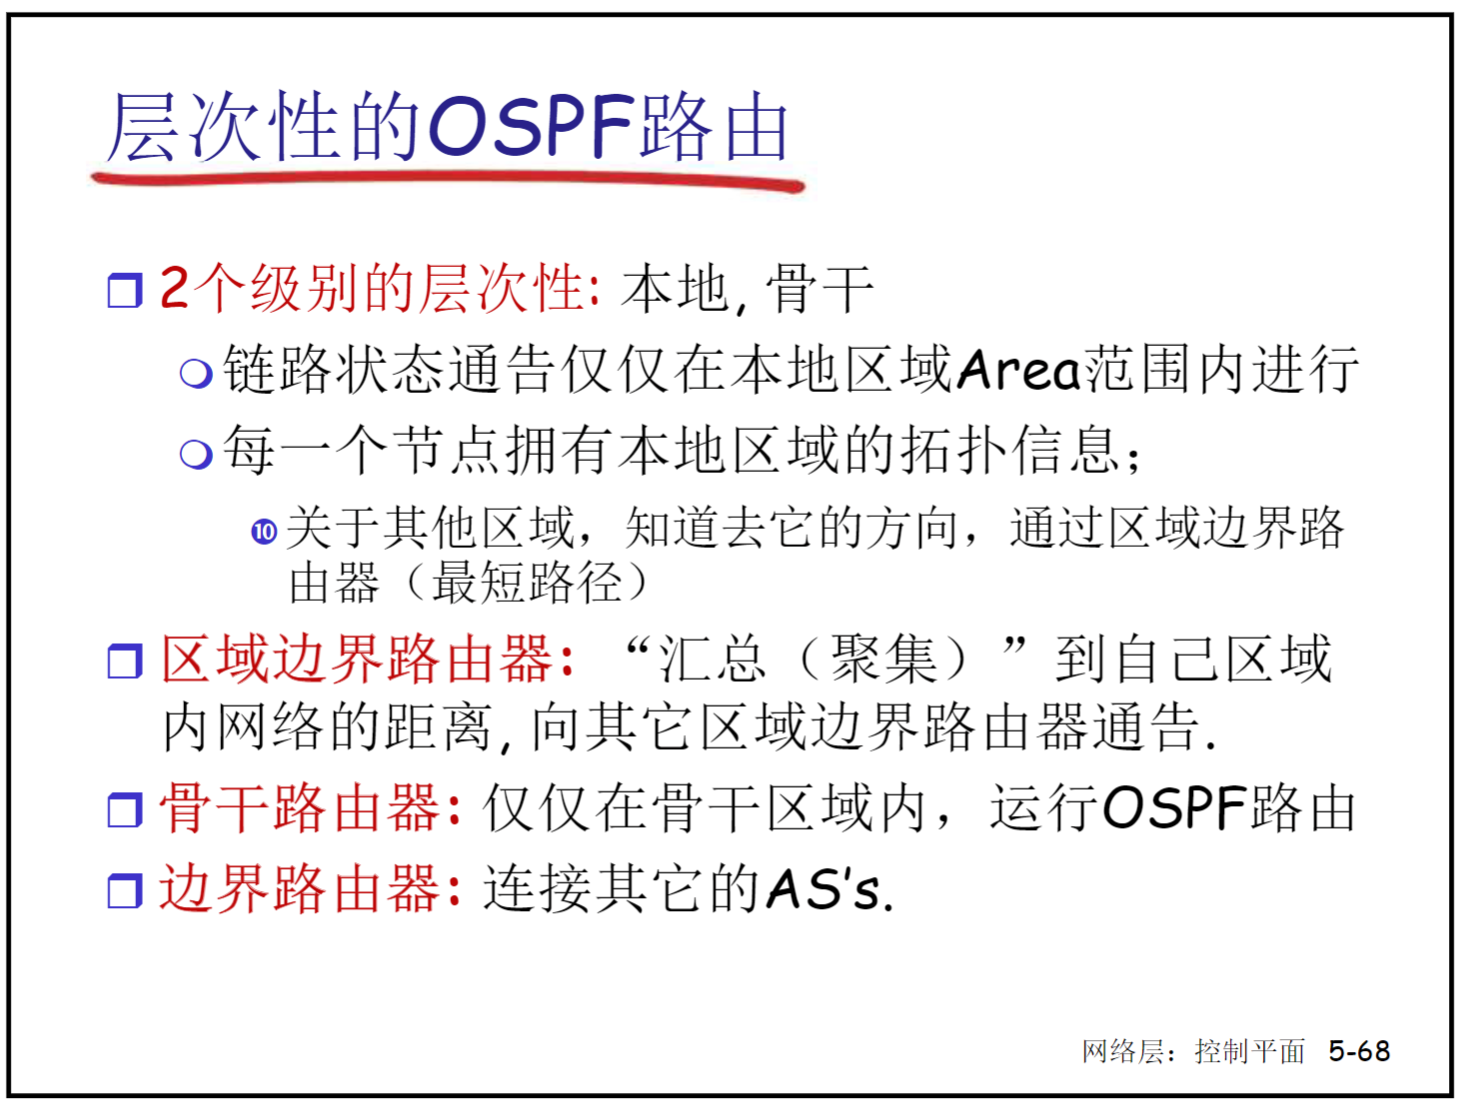 层次性的OSPF路由
❒ 2个级别的层次性: 本地, 骨干
❍ 链路状态通告仅仅在本地区域Area范围内进行
❍ 每一个节点拥有本地区域的拓扑信息；
❿ 关于其他区域，知道去它的方向，通过区域边界路
由器（最短路径）
❒ 区域边界路由器: “汇总（聚集）”到自己区域
内网络的距离, 向其它区域边界路由器通告.
❒ 骨干路由器: 仅仅在骨干区域内，运行OSPF路由
❒ 边界路由器: 连接其它的AS's.
网络层：控制平面 5-68